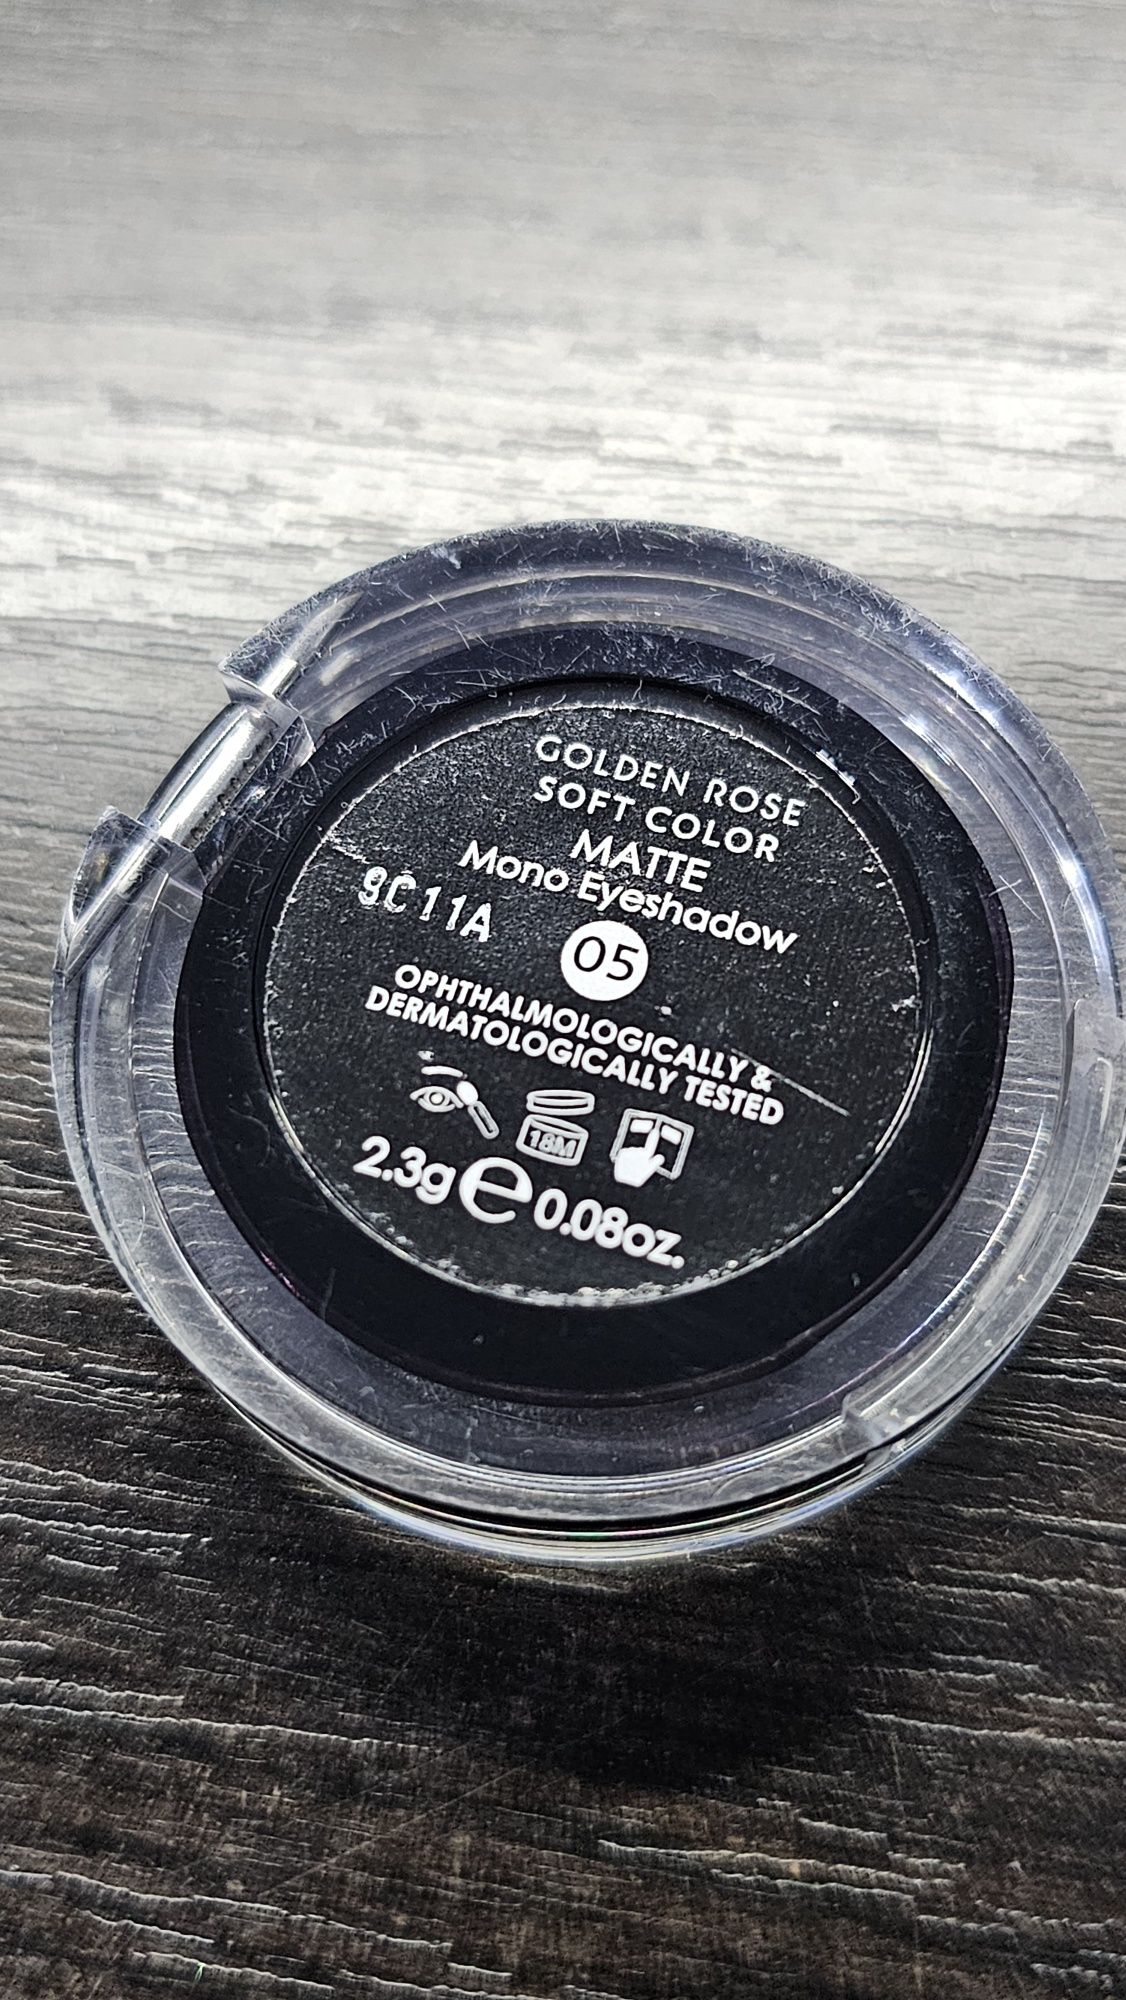 GOLDEN ROSE
SOFT COLOR
MATTE
Mono Eyeshadow
9C11A
05
OPHTHALMOLOGICALLY &
DERMATOLOGICALLY TESTED
18M
2.3g e 0.08oz.